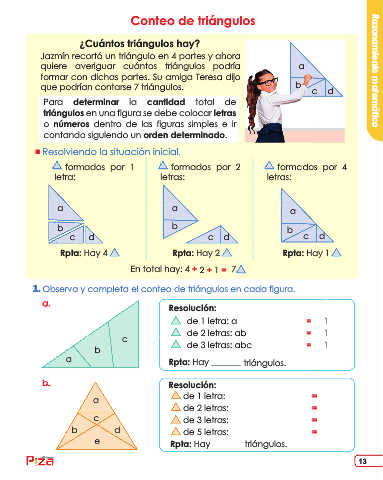 Conteo de triángulos
Razonamiento matemático
¿Cuántos triángulos hay?
Jazmín recortó un triángulo en 4 partes y ahora
quiere averiguar cuántos triángulos podría
formar con dichas partes. Su amiga Teresa dijo
que podrían contarse 7 triángulos.
a
b
c d
Para determinar la cantidad total de
triángulos en una figura se debe colocar letras
o números dentro de las figuras simples e ir
contando siguiendo un orden determinado.
Resolviendo la situación inicial.
formados por 1
letra:
a
b
c d
Rpta: Hay 4
formados por 2
letras:
a
b
c d
Rpta: Hay 2
formados por 4
letras:
a
b
c d
Rpta: Hay 1
En total hay: 4 + 2 + 1 = 7
1. Observa y completa el conteo de triángulos en cada figura.
a.
a
b
c
Resolución:
de 1 letra: a = 1
de 2 letras: ab = 1
de 3 letras: abc = 1
Rpta: Hay ______ triángulos.
b.
a
c
b d
e
Resolución:
de 1 letra: =
de 2 letras: =
de 3 letras: =
de 5 letras: =
Rpta: Hay triángulos.
Piza
13